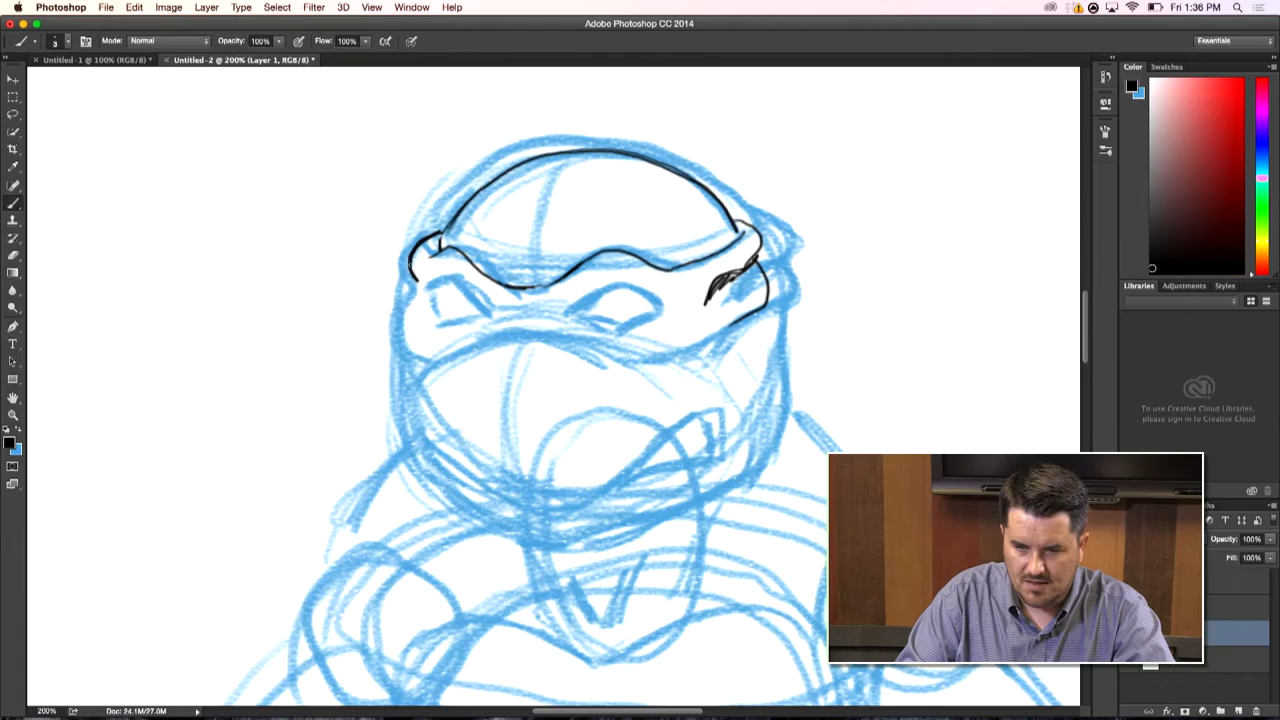 Photoshop File Edit Image Layer Type Select Filter 3D View Window Help Fri 1:36 PM
Adobe Photoshop CC 2014
3 Mode: Normal Opacity: 100% Flow: 100% Essentials
× Untitled-1 @ 100% (RGB/8) * × Untitled-2 @ 200% (Layer 1, RGB/8) *
Color Swatches
Libraries Adjustments Styles
To use Creative Cloud Libraries,
please sign in to Creative Cloud
ths
Opacity: 100%
Fill: 100%
200% Doc: 24.1M/27.0M